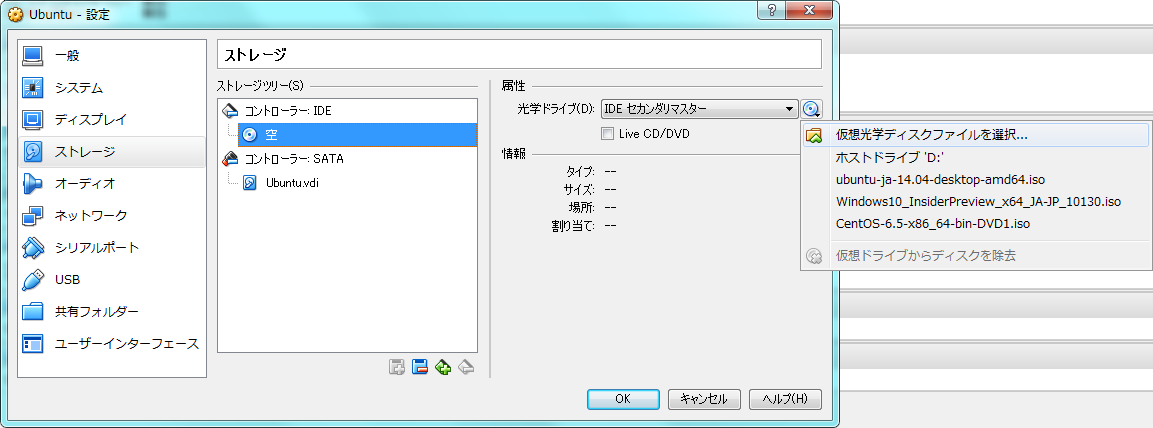 Ubuntu - 設定
一般
システム
ディスプレイ
ストレージ
オーディオ
ネットワーク
シリアルポート
USB
共有フォルダー
ユーザーインターフェース
ストレージ
ストレージツリー(S)
コントローラー: IDE
空
コントローラー: SATA
Ubuntu.vdi
属性
光学ドライブ(D): IDE セカンダリマスター
Live CD/DVD
情報
タイプ: --
サイズ: --
場所: --
割り当て: --
仮想光学ディスクファイルを選択...
ホストドライブ 'D:'
ubuntu-ja-14.04-desktop-amd64.iso
Windows10_InsiderPreview_x64_JA-JP_10130.iso
CentOS-6.5-x86_64-bin-DVD1.iso
仮想ドライブからディスクを除去
OK
キャンセル
ヘルプ(H)